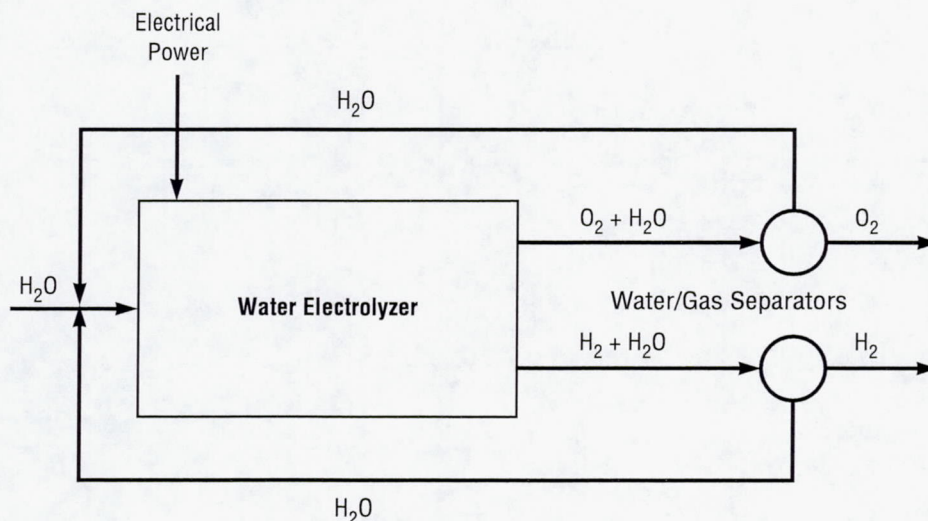 Electrical
Power
H₂O
O₂ + H₂O
O₂
H₂O
Water Electrolyzer
Water/Gas Separators
H₂ + H₂O
H₂
H₂O